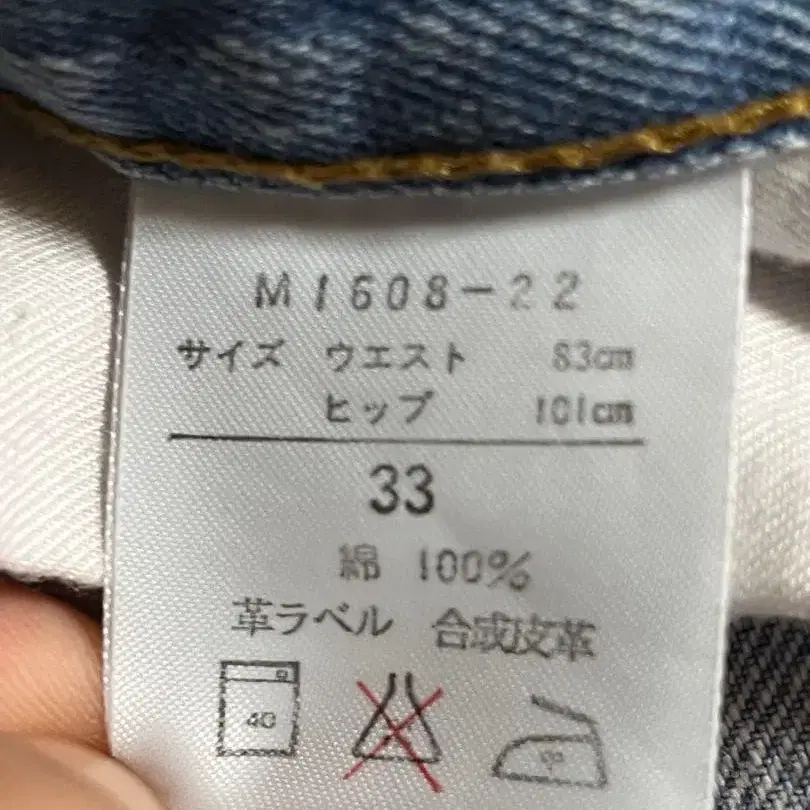 M1608-22
サイズ ウエスト 83cm
ヒップ 101cm
33
綿 100%
革ラベル 合成皮革
40